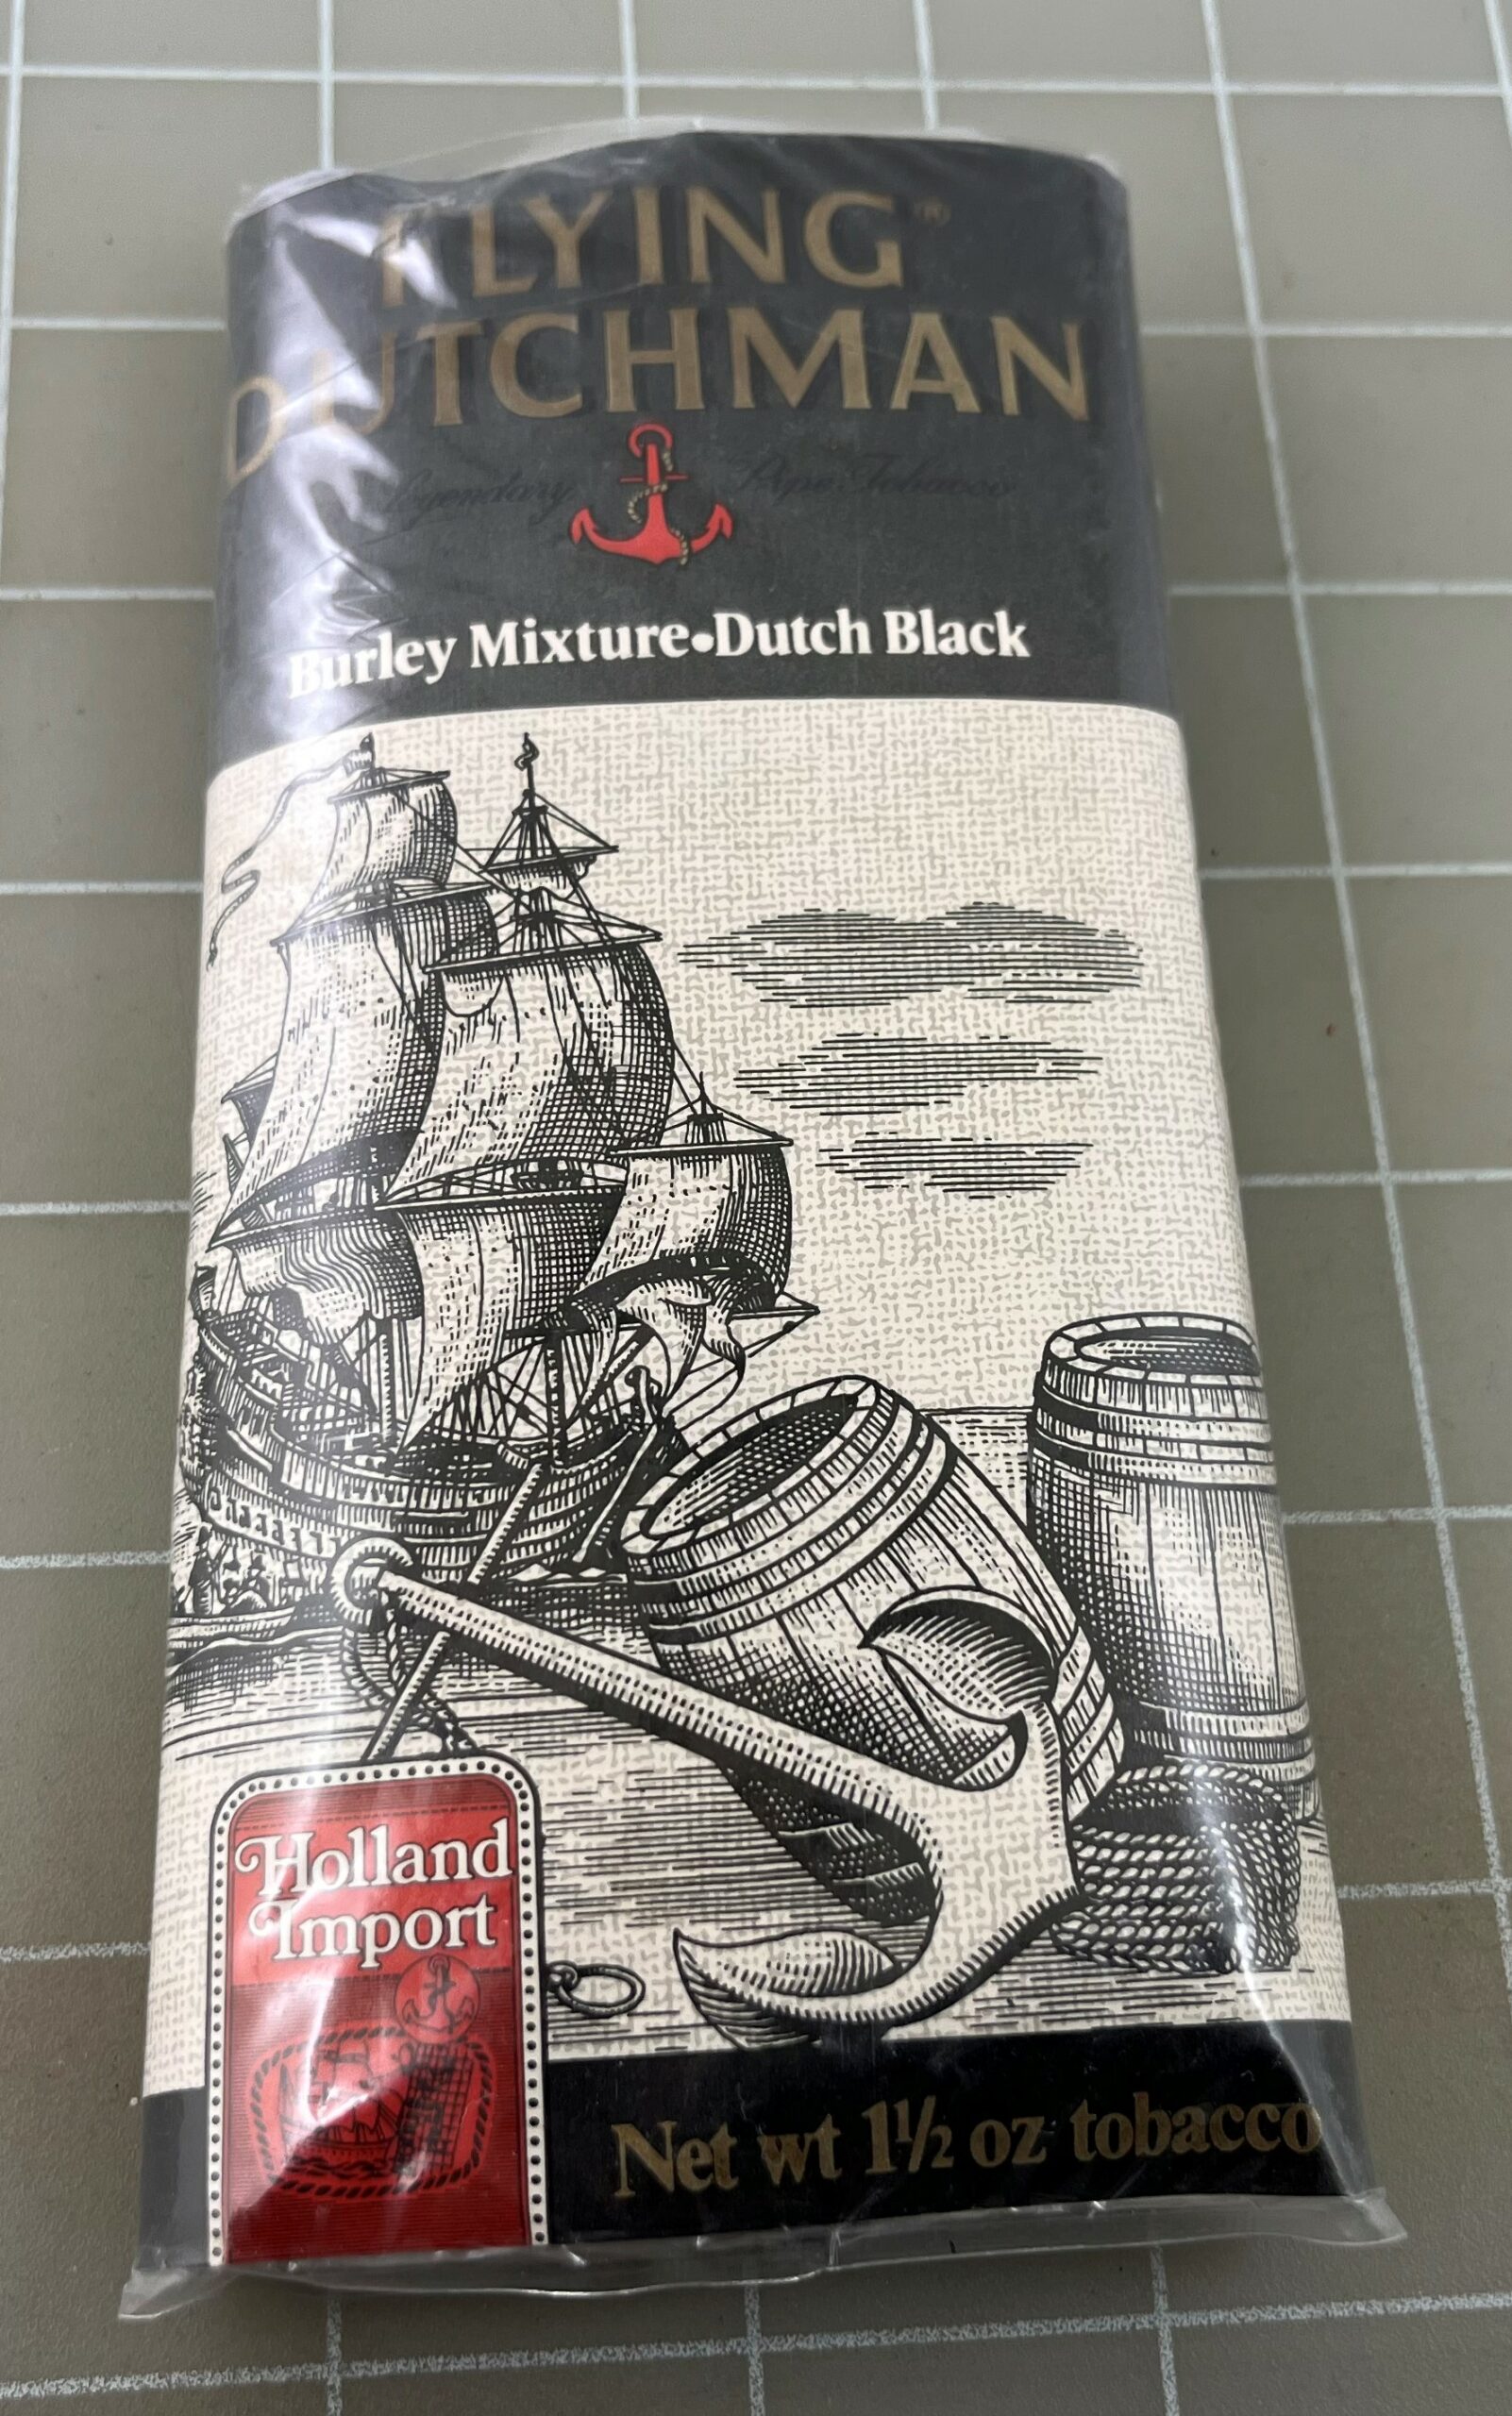 FLYING®
DUTCHMAN
Legendary Pipe Tobacco
Burley Mixture•Dutch Black
Holland
Import
Net wt 1½ oz tobacco